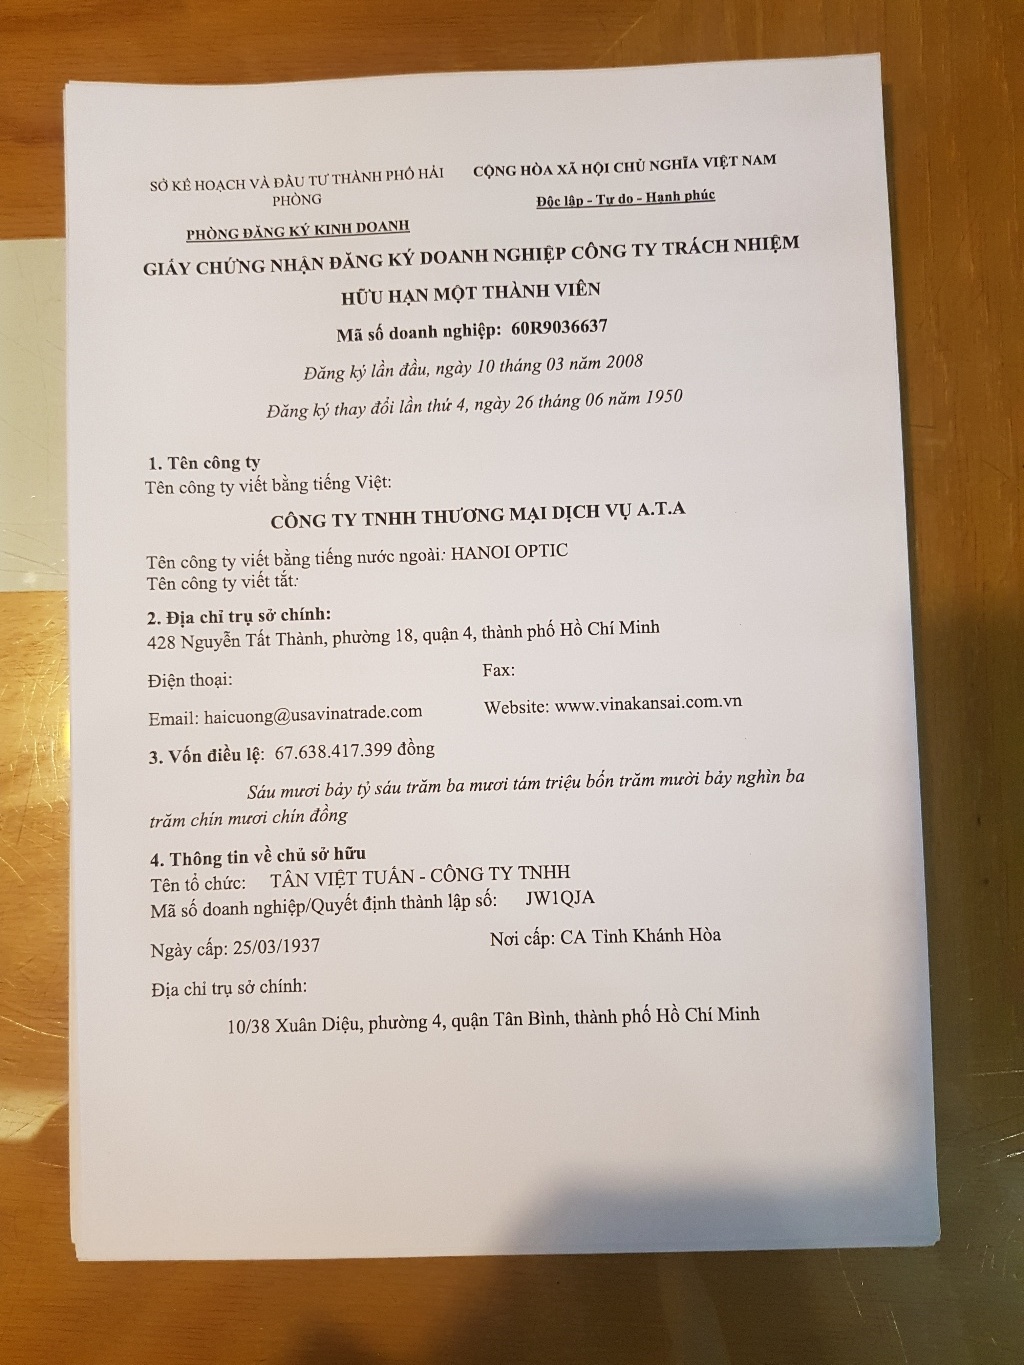 SỞ KẾ HOẠCH VÀ ĐẦU TƯ THÀNH PHỐ HẢI
PHÒNG
PHÒNG ĐĂNG KÝ KINH DOANH
CỘNG HÒA XÃ HỘI CHỦ NGHĨA VIỆT NAM
Độc lập - Tự do - Hạnh phúc
GIẤY CHỨNG NHẬN ĐĂNG KÝ DOANH NGHIỆP CÔNG TY TRÁCH NHIỆM
HỮU HẠN MỘT THÀNH VIÊN
Mã số doanh nghiệp: 60R9036637
Đăng ký lần đầu, ngày 10 tháng 03 năm 2008
Đăng ký thay đổi lần thứ 4, ngày 26 tháng 06 năm 1950
1. Tên công ty
Tên công ty viết bằng tiếng Việt:
CÔNG TY TNHH THƯƠNG MẠI DỊCH VỤ A.T.A
Tên công ty viết bằng tiếng nước ngoài: HANOI OPTIC
Tên công ty viết tắt:
2. Địa chỉ trụ sở chính:
428 Nguyễn Tất Thành, phường 18, quận 4, thành phố Hồ Chí Minh
Điện thoại: Fax:
Email: haicuong@usavinatrade.com Website: www.vinakansai.com.vn
3. Vốn điều lệ: 67.638.417.399 đồng
Sáu mươi bảy tỷ sáu trăm ba mươi tám triệu bốn trăm mười bảy nghìn ba
trăm chín mươi chín đồng
4. Thông tin về chủ sở hữu
Tên tổ chức: TÂN VIỆT TUẤN - CÔNG TY TNHH
Mã số doanh nghiệp/Quyết định thành lập số: JW1QJA
Ngày cấp: 25/03/1937 Nơi cấp: CA Tỉnh Khánh Hòa
Địa chỉ trụ sở chính:
10/38 Xuân Diệu, phường 4, quận Tân Bình, thành phố Hồ Chí Minh